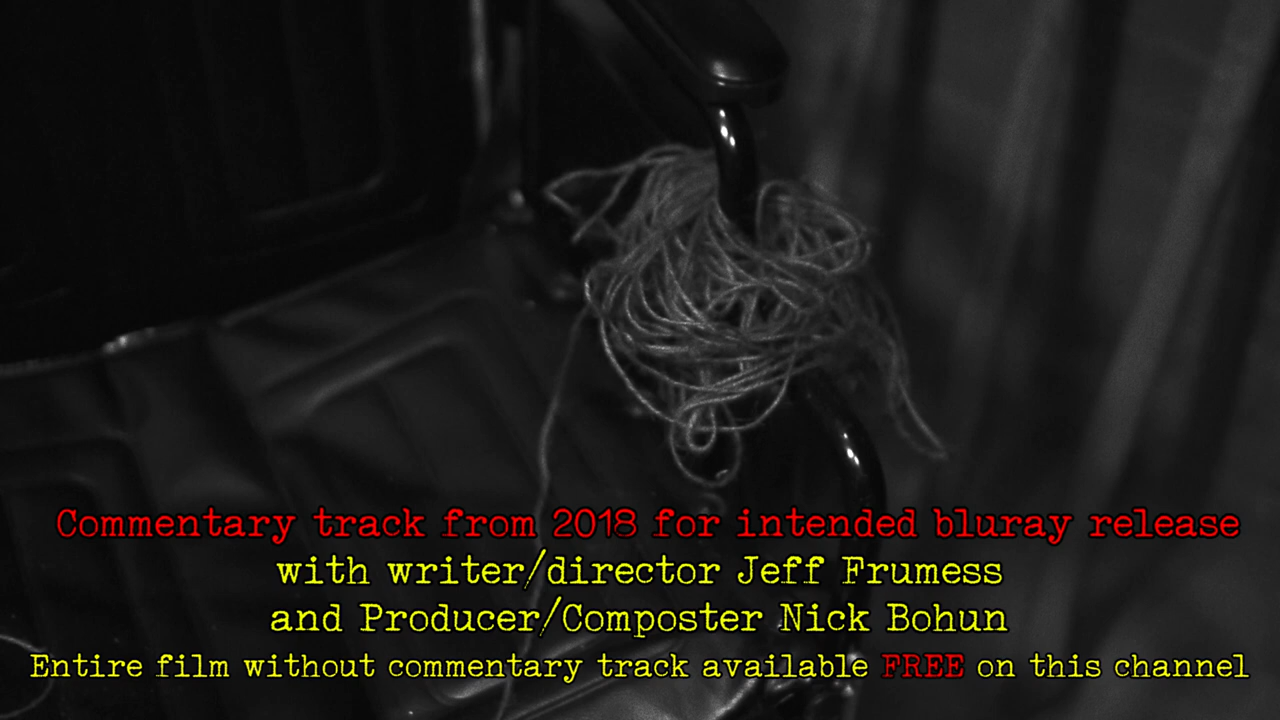 Commentary track from 2018 for intended bluray release
with writer/director Jeff Frumess
and Producer/Composter Nick Bohun
Entire film without commentary track available FREE on this channel